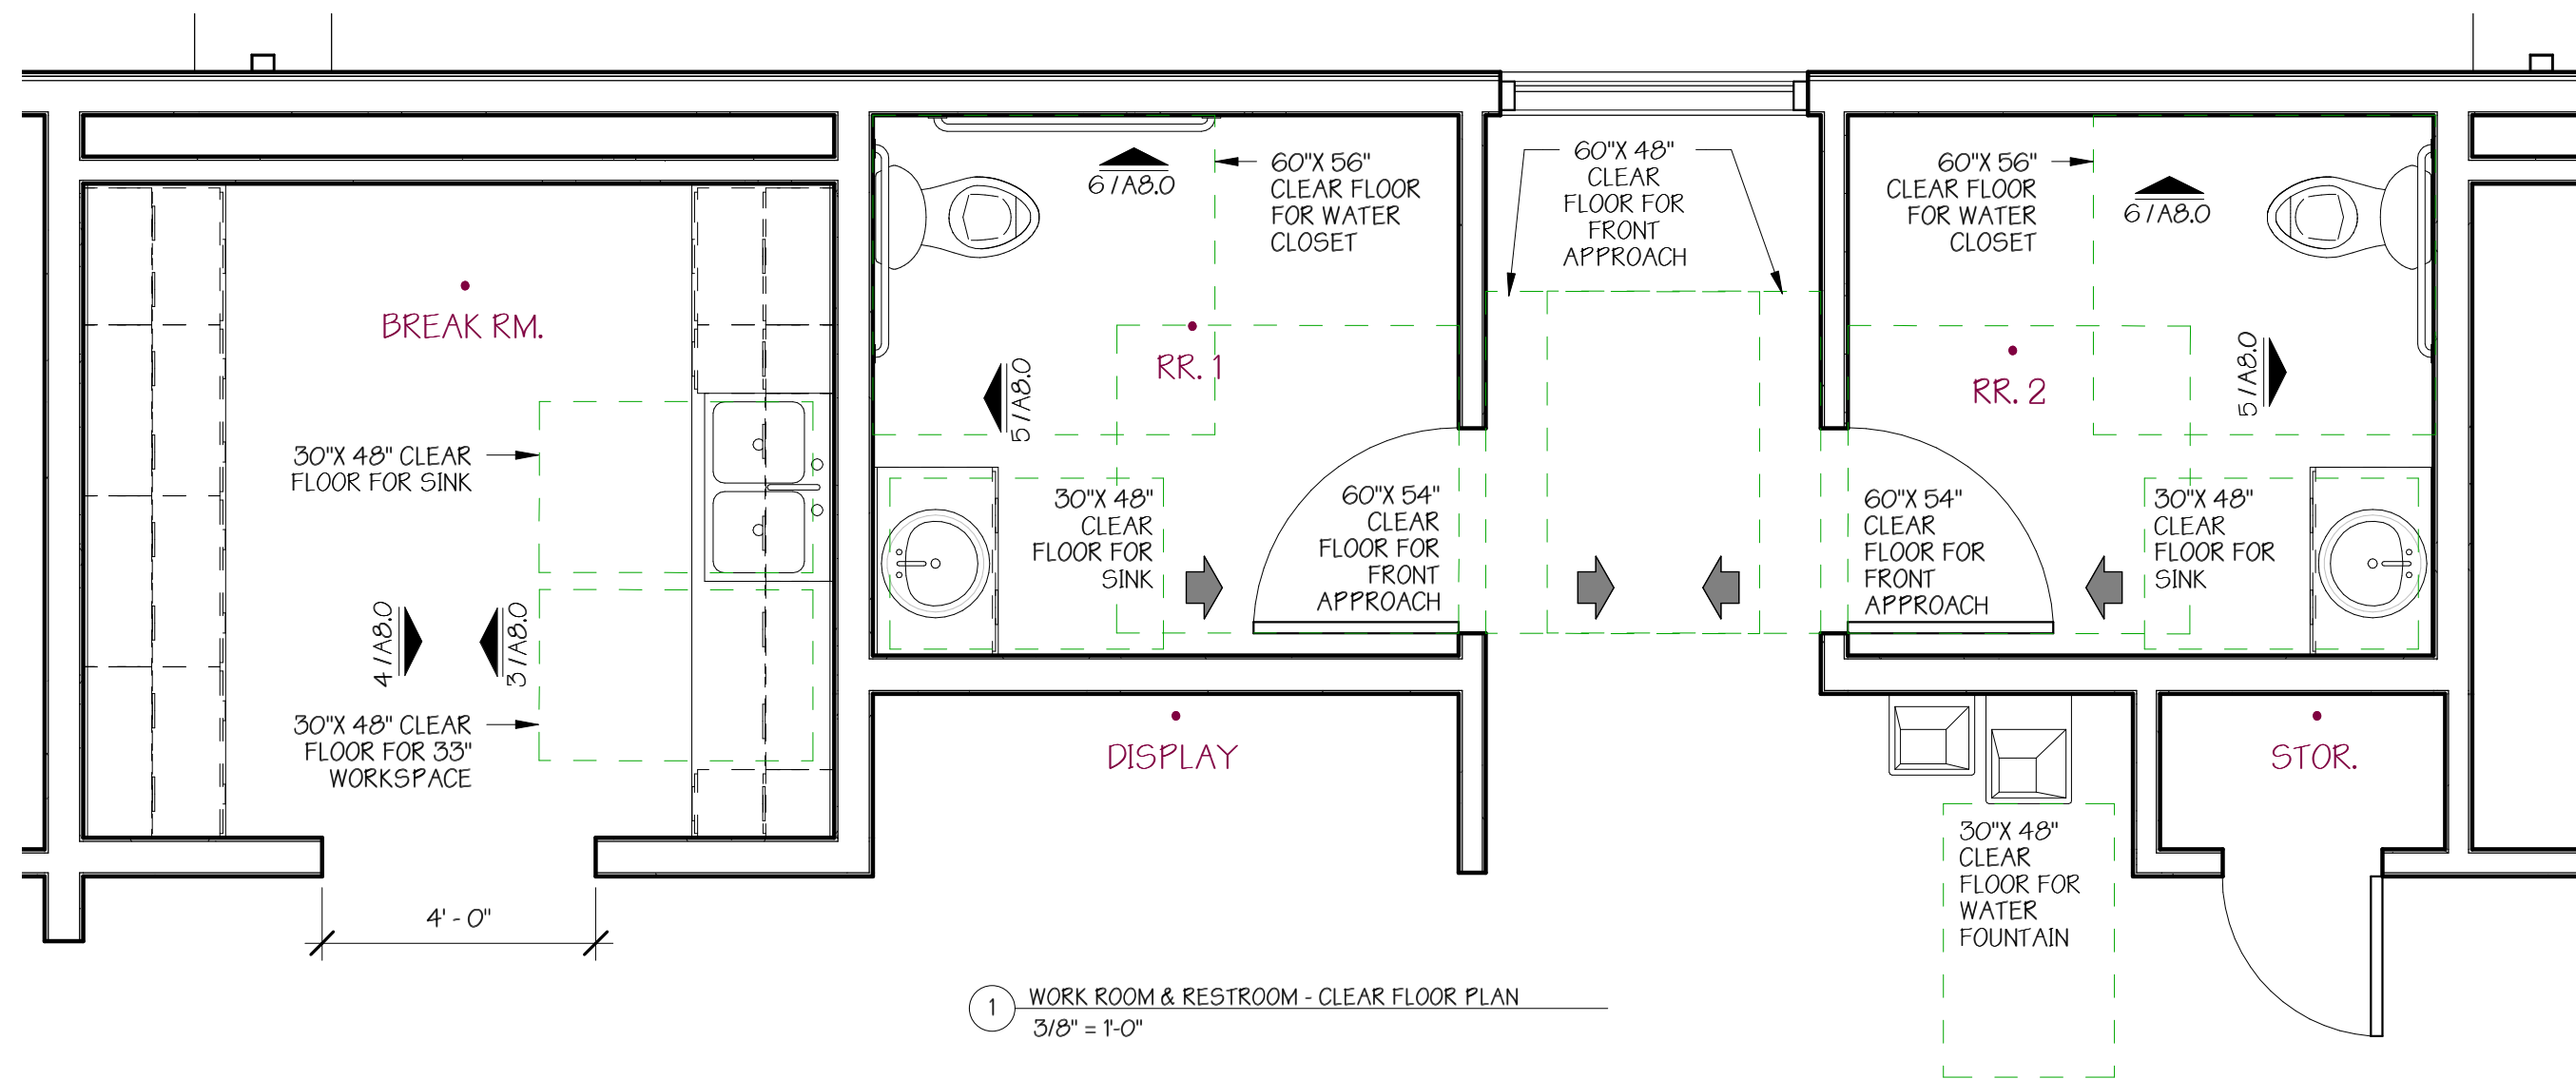 BREAK RM.
30"X 48" CLEAR
FLOOR FOR SINK
4 / A8.0
3 / A8.0
30"X 48" CLEAR
FLOOR FOR 33"
WORKSPACE
4' - 0"
6 / A8.0
60"X 56"
CLEAR FLOOR
FOR WATER
CLOSET
RR. 1
5 / A8.0
30"X 48"
CLEAR
FLOOR FOR
SINK
60"X 54"
CLEAR
FLOOR FOR
FRONT
APPROACH
DISPLAY
60"X 48"
CLEAR
FLOOR FOR
FRONT
APPROACH
60"X 56"
CLEAR FLOOR
FOR WATER
CLOSET
6 / A8.0
RR. 2
5 / A8.0
60"X 54"
CLEAR
FLOOR FOR
FRONT
APPROACH
30"X 48"
CLEAR
FLOOR FOR
SINK
STOR.
30"X 48"
CLEAR
FLOOR FOR
WATER
FOUNTAIN
1
WORK ROOM & RESTROOM - CLEAR FLOOR PLAN
3/8" = 1'-0"